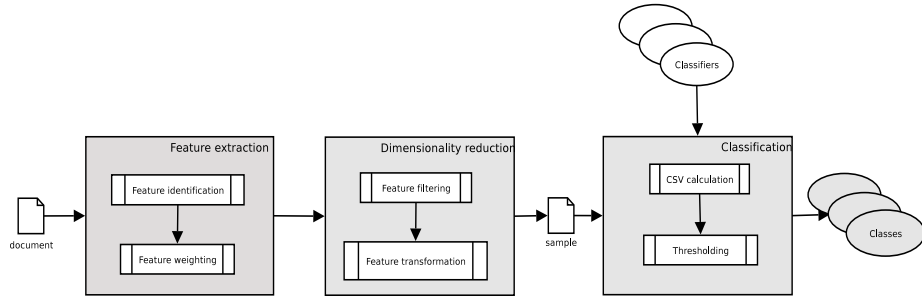 Classifiers
Feature extraction
Dimensionality reduction
Classification
Feature identification
Feature filtering
CSV calculation
document
Feature weighting
Feature transformation
sample
Thresholding
Classes